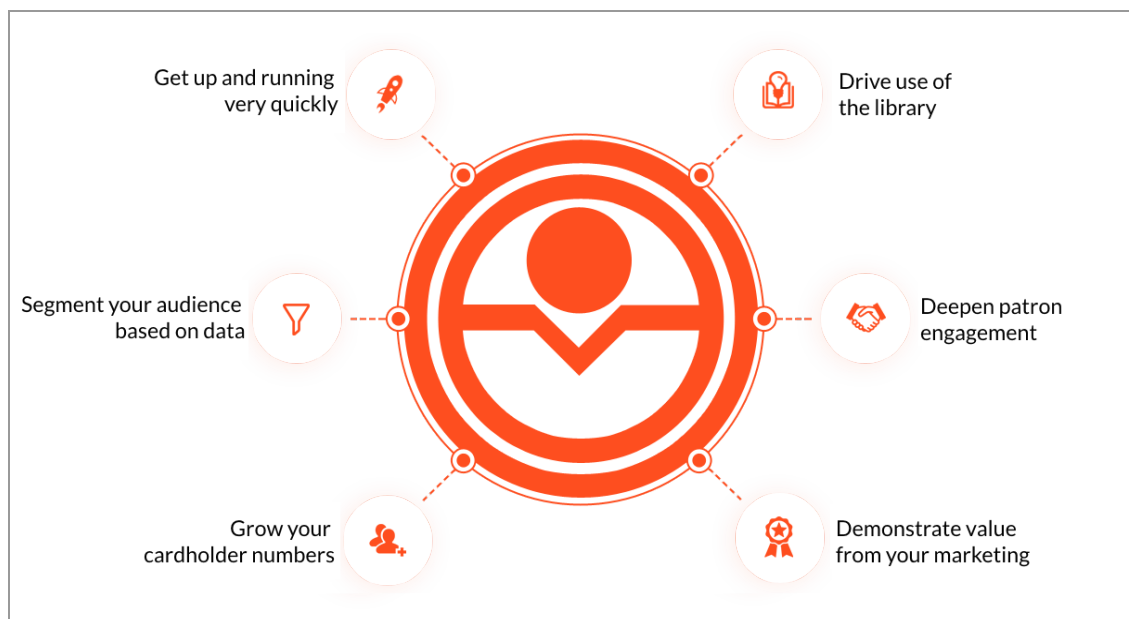 Get up and running
very quickly
Drive use of
the library
Segment your audience
based on data
Deepen patron
engagement
Grow your
cardholder numbers
Demonstrate value
from your marketing